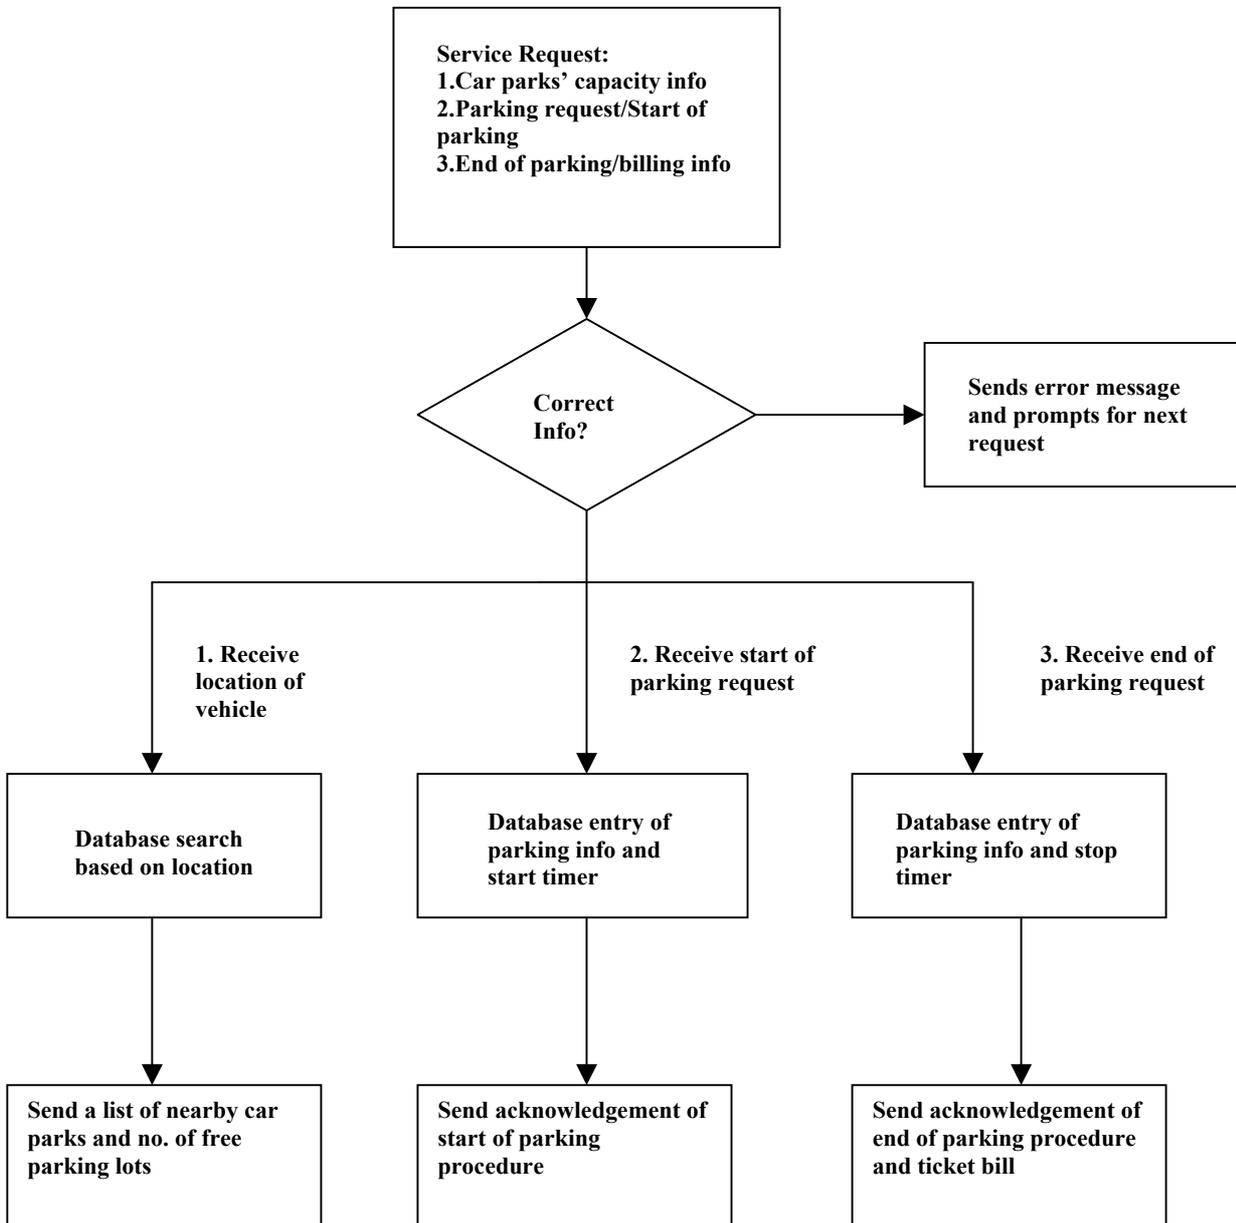 Service Request:
1.Car parks’ capacity info
2.Parking request/Start of
parking
3.End of parking/billing info
Correct
Info?
Sends error message
and prompts for next
request
1. Receive
location of
vehicle
2. Receive start of
parking request
3. Receive end of
parking request
Database search
based on location
Database entry of
parking info and
start timer
Database entry of
parking info and stop
timer
Send a list of nearby car
parks and no. of free
parking lots
Send acknowledgement of
start of parking
procedure
Send acknowledgement of
end of parking procedure
and ticket bill